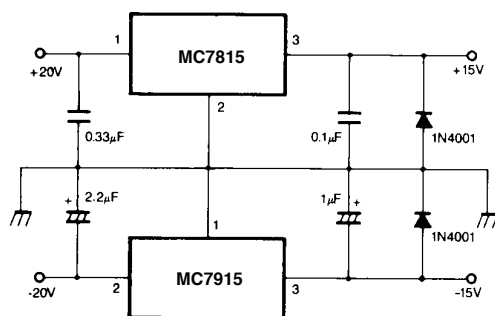 1 MC7815 3
+20V +15V
2
0.33μF 0.1μF 1N4001
+ 2.2μF 1μF +
1
1N4001
-20V 2 MC7915 3 -15V